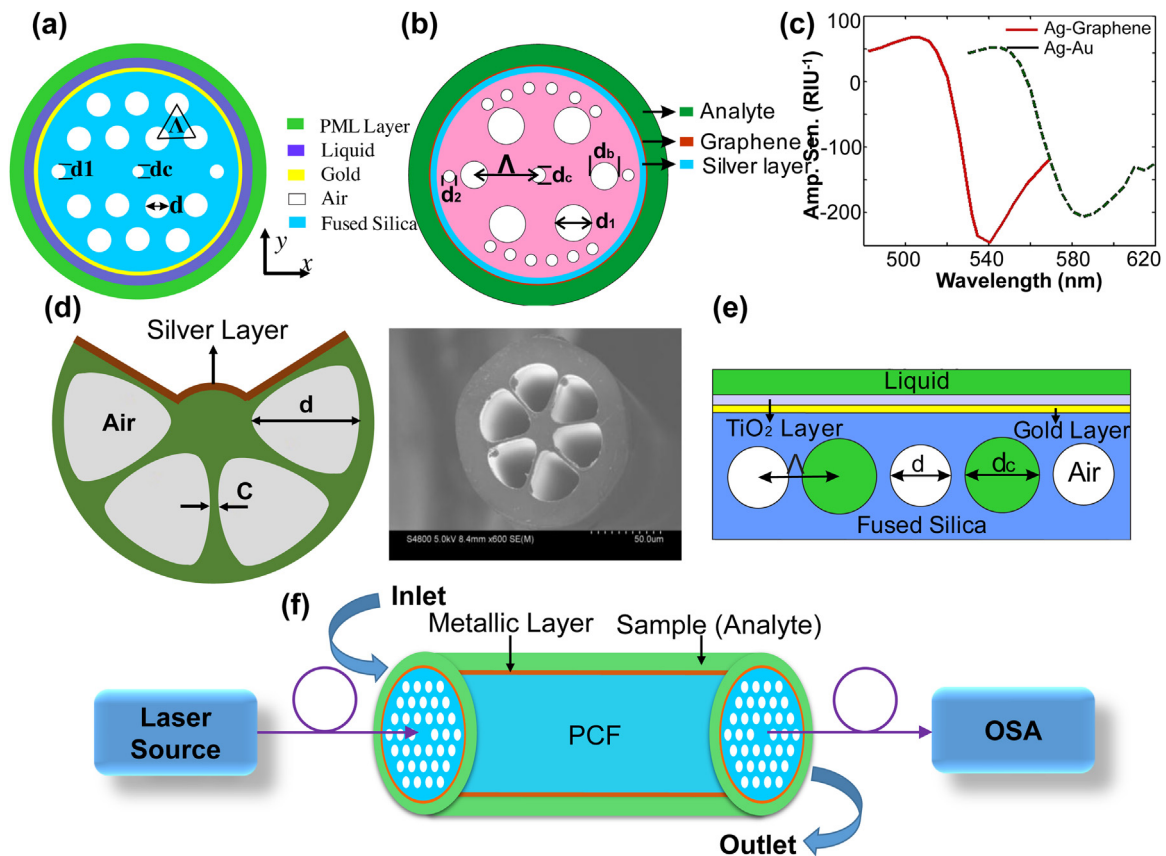 (a)
Λ
d1
dc
d
PML Layer
Liquid
Gold
Air
Fused Silica
y
x
(b)
Λ
db
dc
d2
d1
Analyte
Graphene
Silver layer
(c)
Ag-Graphene
Ag-Au
Amp. Sen. (RIU⁻¹)
100
0
-100
-200
500
540
580
620
Wavelength (nm)
(d)
Silver Layer
Air
d
C
S4800 5.0kV 8.4mm x600 SE(M)
50.0um
(e)
Liquid
TiO₂ Layer
Gold Layer
Λ
d
dc
Air
Fused Silica
(f)
Inlet
Metallic Layer
Sample (Analyte)
Laser
Source
PCF
OSA
Outlet